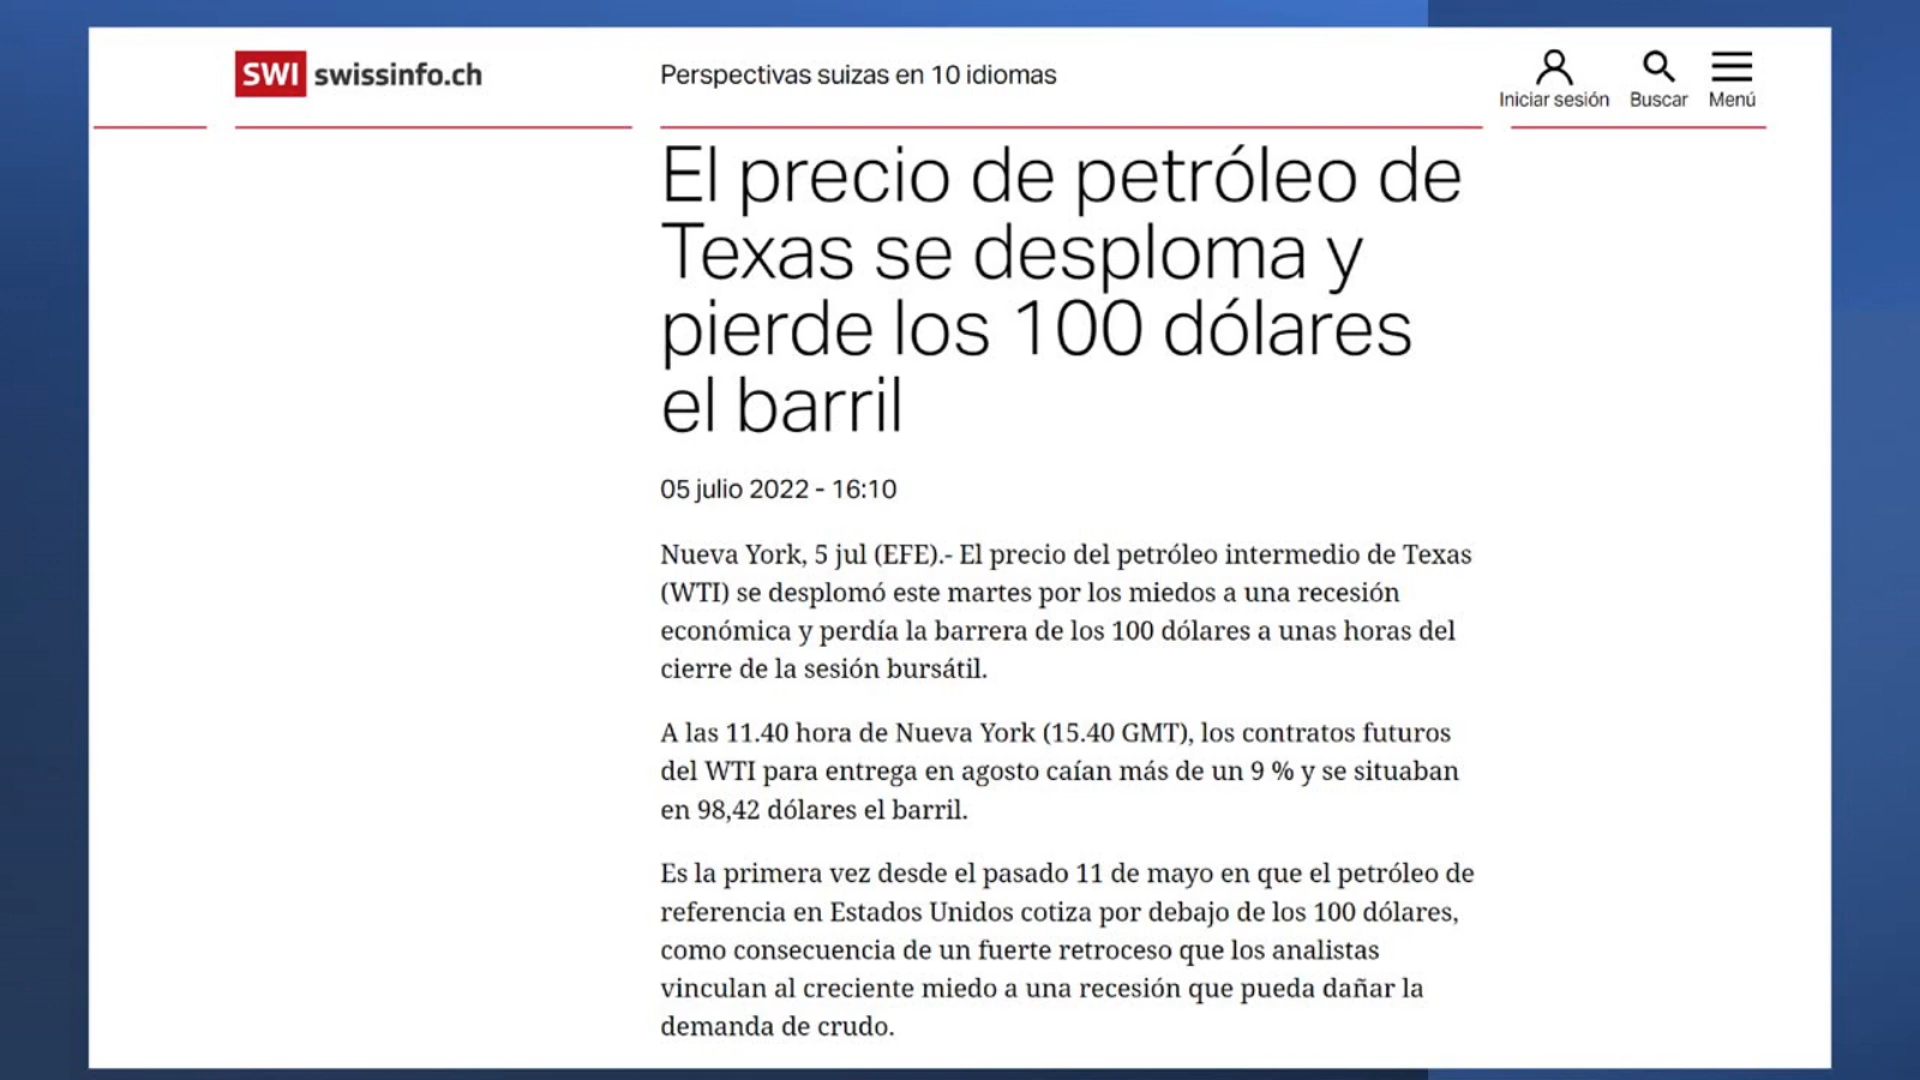 SWI swissinfo.ch
Perspectivas suizas en 10 idiomas
Iniciar sesión
Buscar
Menú
El precio de petróleo de
Texas se desploma y
pierde los 100 dólares
el barril
05 julio 2022 - 16:10
Nueva York, 5 jul (EFE).- El precio del petróleo intermedio de Texas
(WTI) se desplomó este martes por los miedos a una recesión
económica y perdía la barrera de los 100 dólares a unas horas del
cierre de la sesión bursátil.
A las 11.40 hora de Nueva York (15.40 GMT), los contratos futuros
del WTI para entrega en agosto caían más de un 9 % y se situaban
en 98,42 dólares el barril.
Es la primera vez desde el pasado 11 de mayo en que el petróleo de
referencia en Estados Unidos cotiza por debajo de los 100 dólares,
como consecuencia de un fuerte retroceso que los analistas
vinculan al creciente miedo a una recesión que pueda dañar la
demanda de crudo.